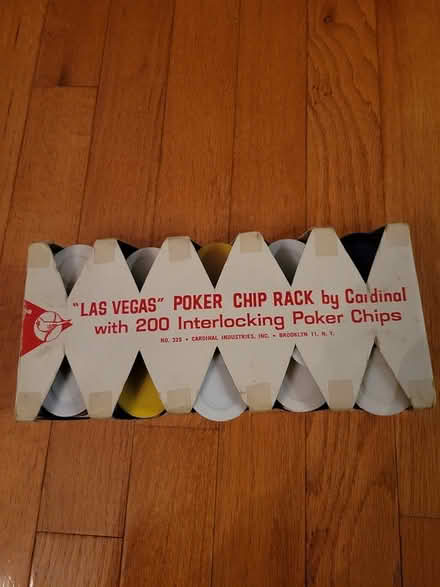 "LAS VEGAS" POKER CHIP RACK by Cardinal
with 200 Interlocking Poker Chips
NO. 325 • CARDINAL INDUSTRIES, INC. • BROOKLYN 11, N. Y.